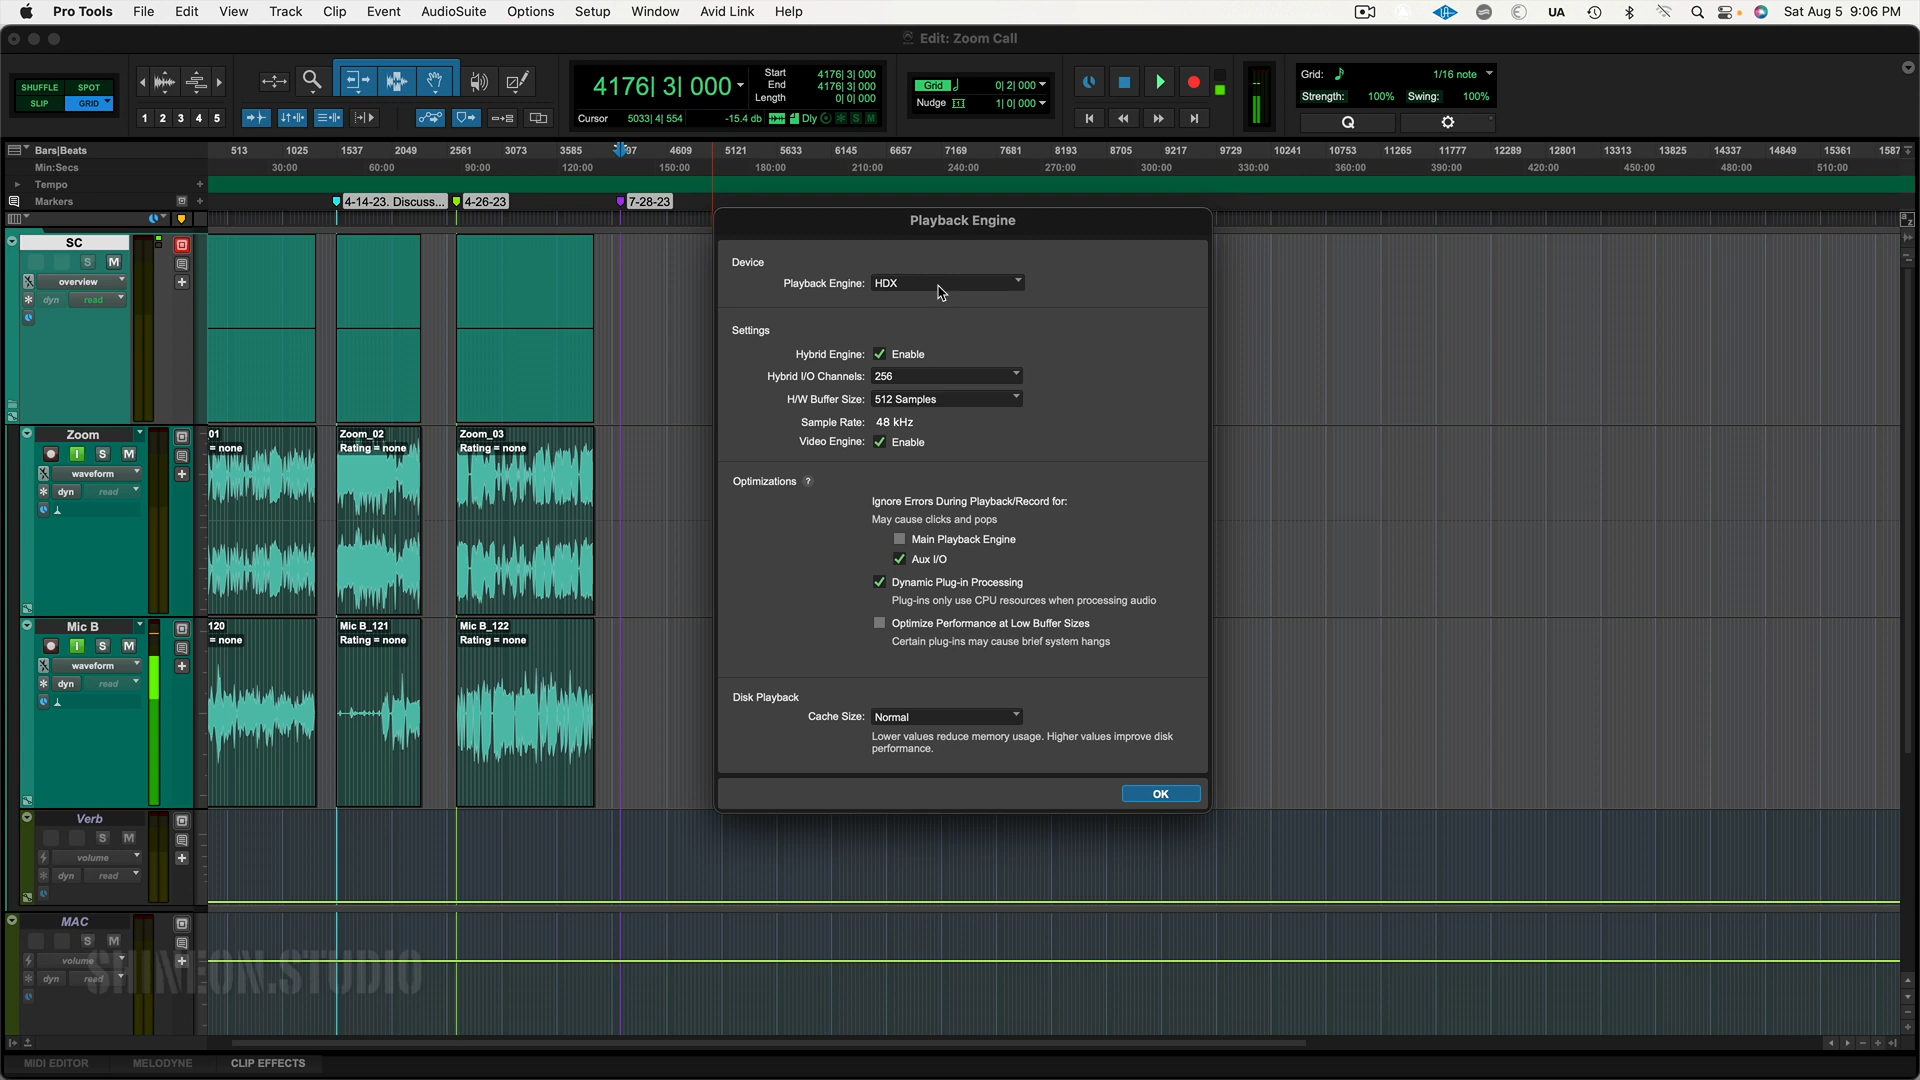 Pro Tools File Edit View Track Clip Event AudioSuite Options Setup Window Avid Link Help UA Sat Aug 5 9:06 PM
Edit: Zoom Call
SHUFFLE SPOT
SLIP GRID
1 2 3 4 5
4176| 3| 000
Start 4176| 3| 000
End 4176| 3| 000
Length 0| 0| 000
Cursor 5033| 4| 554 -15.4 db Dly S M
Grid 0| 2| 000
Nudge 1| 0| 000
Grid: 1/16 note
Strength: 100% Swing: 100%
Q
Bars|Beats 513 1025 1537 2049 2561 3073 3585 97 4609 5121 5633 6145 6657 7169 7681 8193 8705 9217 9729 10241 10753 11265 11777 12289 12801 13313 13825 14337 14849 15361 1587
Min:Secs 30:00 60:00 90:00 120:00 150:00 180:00 210:00 240:00 270:00 300:00 330:00 360:00 390:00 420:00 450:00 480:00 510:00
Tempo
Markers 4-14-23. Discuss... 4-26-23 7-28-23
a z
SC
S M
overview
dyn read
Zoom
I S M
waveform
dyn read
01
= none
Zoom_02
Rating = none
Zoom_03
Rating = none
Mic B
I S M
waveform
dyn read
120
= none
Mic B_121
Rating = none
Mic B_122
Rating = none
Verb
S M
volume
dyn read
MAC
S M
volume
dyn read
SHINEON.STUDIO
MIDI EDITOR MELODYNE CLIP EFFECTS
Playback Engine
Device
Playback Engine: HDX
Settings
Hybrid Engine: Enable
Hybrid I/O Channels: 256
H/W Buffer Size: 512 Samples
Sample Rate: 48 kHz
Video Engine: Enable
Optimizations ?
Ignore Errors During Playback/Record for:
May cause clicks and pops
Main Playback Engine
Aux I/O
Dynamic Plug-in Processing
Plug-ins only use CPU resources when processing audio
Optimize Performance at Low Buffer Sizes
Certain plug-ins may cause brief system hangs
Disk Playback
Cache Size: Normal
Lower values reduce memory usage. Higher values improve disk
performance.
OK